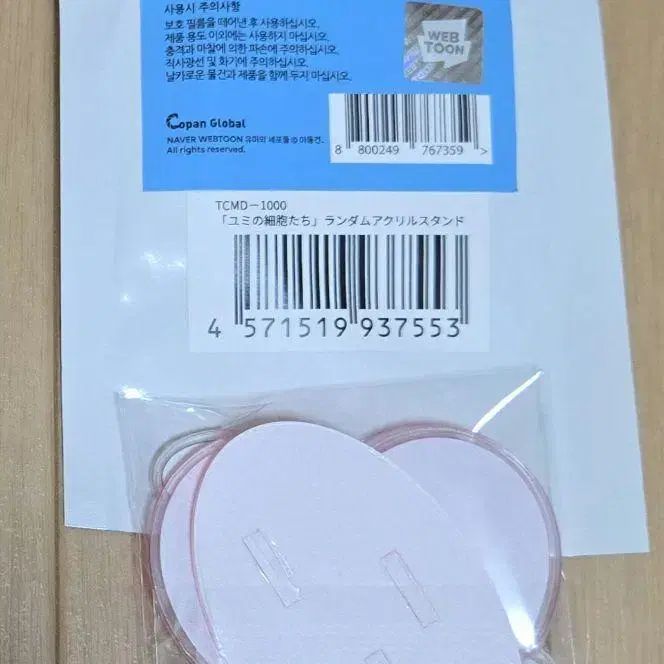 사용시 주의사항
보호 필름을 떼어낸 후 사용하십시오.
제품 용도 이외에는 사용하지 마십시오.
충격과 마찰에 의한 파손에 주의하십시오.
직사광선 및 화기에 주의하십시오.
날카로운 물건과 제품을 함께 두지 마십시오.
WEB
TOON
Copan Global
NAVER WEBTOON 유미의 세포들 © 이동건.
All rights reserved.
8 800249 767359 >
TCMD-1000
「ユミの細胞たち」ランダムアクリルスタンド
4 571519 937553